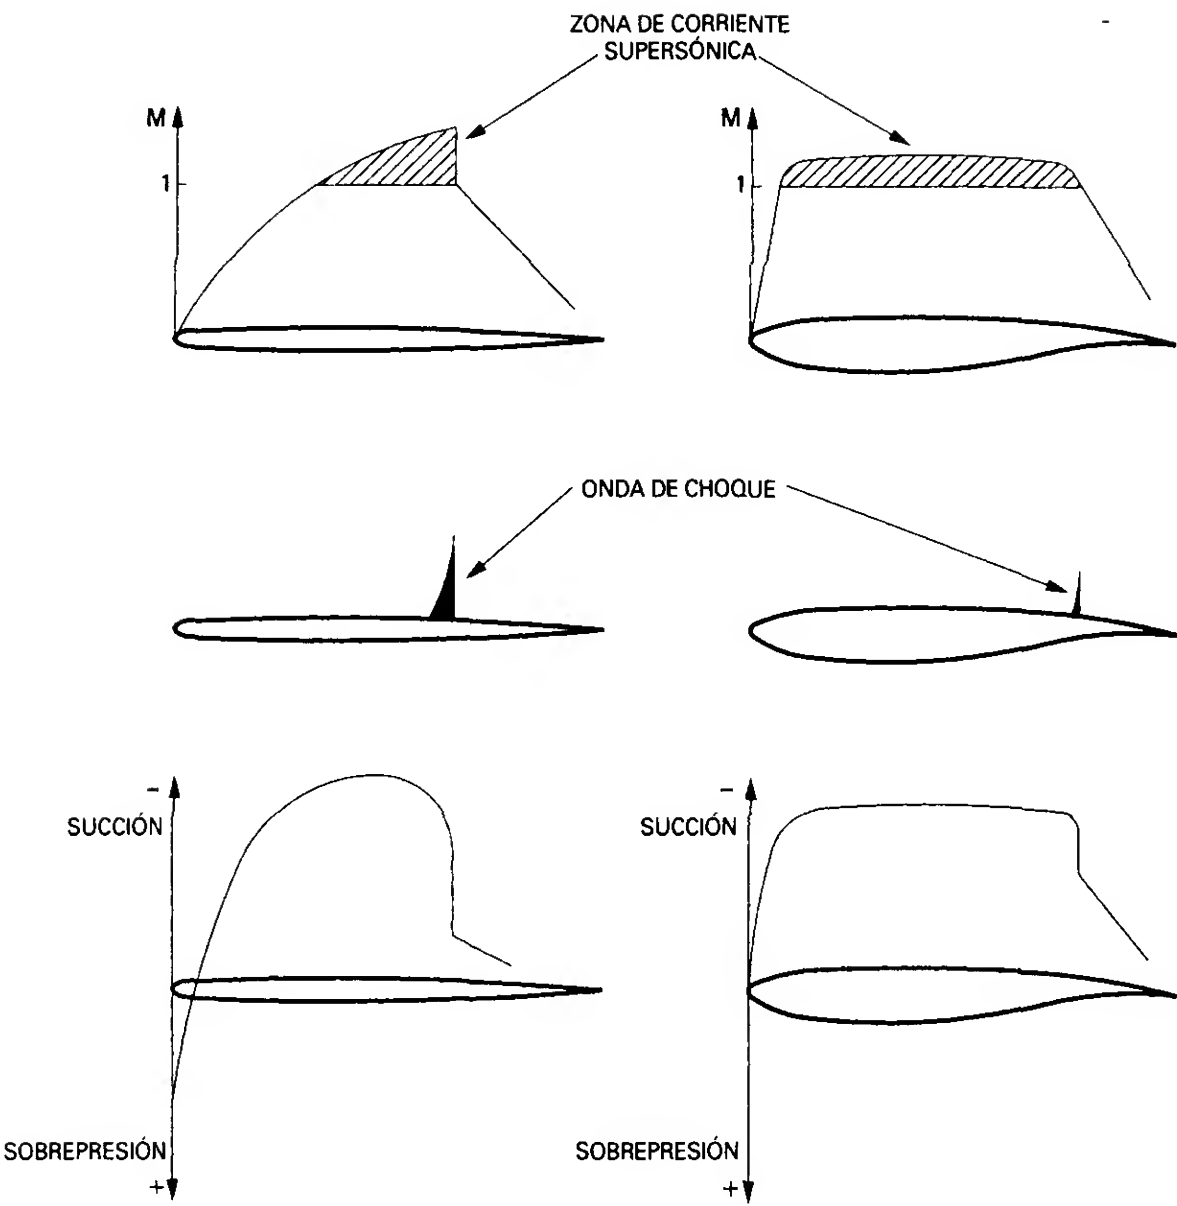 ZONA DE CORRIENTE
SUPERSÓNICA
M
1
M
1
ONDA DE CHOQUE
−
SUCCIÓN
SOBREPRESIÓN
+
−
SUCCIÓN
SOBREPRESIÓN
+